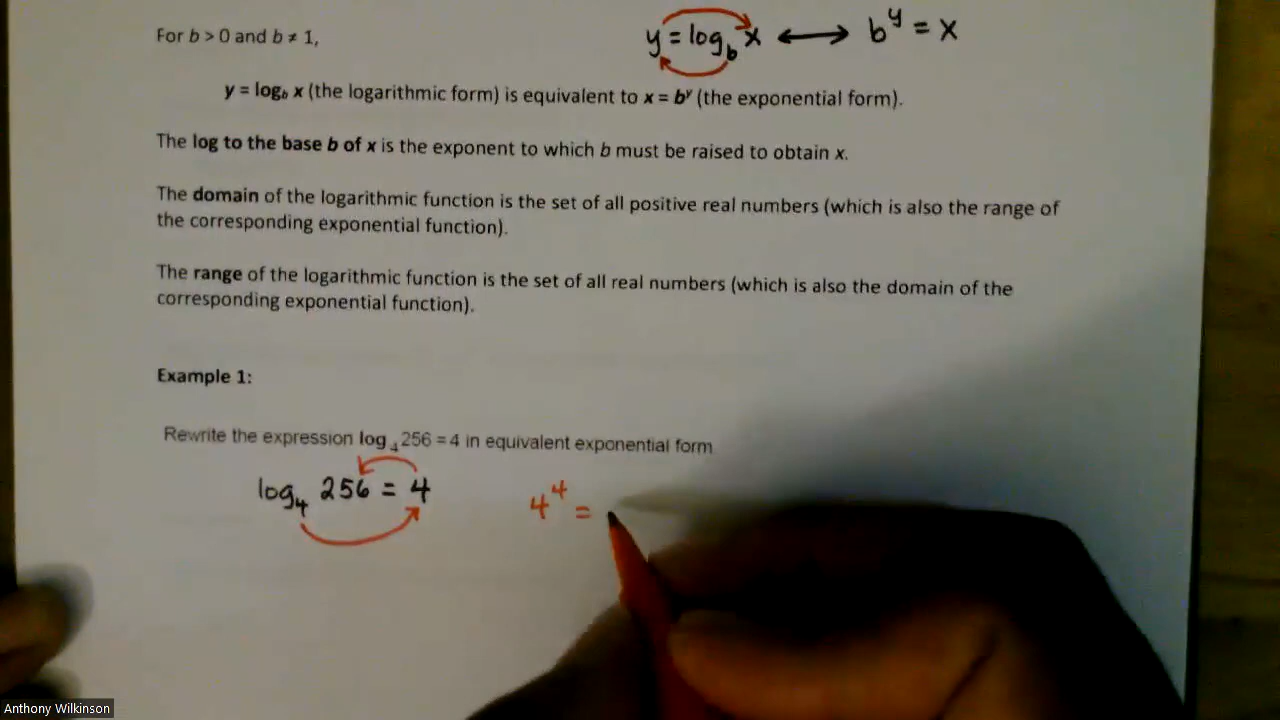 For b > 0 and b ≠ 1,
y = log_b x ⟷ b^y = x
y = log_b x (the logarithmic form) is equivalent to x = b^y (the exponential form).
The log to the base b of x is the exponent to which b must be raised to obtain x.
The domain of the logarithmic function is the set of all positive real numbers (which is also the range of
the corresponding exponential function).
The range of the logarithmic function is the set of all real numbers (which is also the domain of the
corresponding exponential function).
Example 1:
Rewrite the expression log_4 256 = 4 in equivalent exponential form
log_4 256 = 4
4^4 =
Anthony Wilkinson